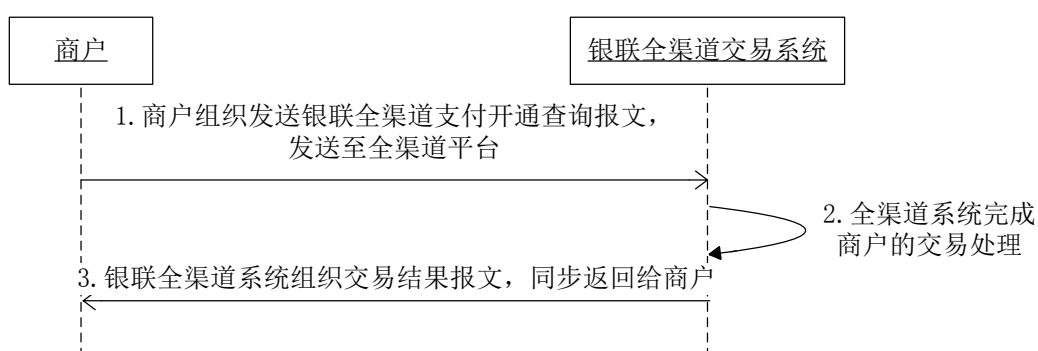 商户
银联全渠道交易系统
1.商户组织发送银联全渠道支付开通查询报文，
发送至全渠道平台
2.全渠道系统完成
商户的交易处理
3.银联全渠道系统组织交易结果报文，同步返回给商户